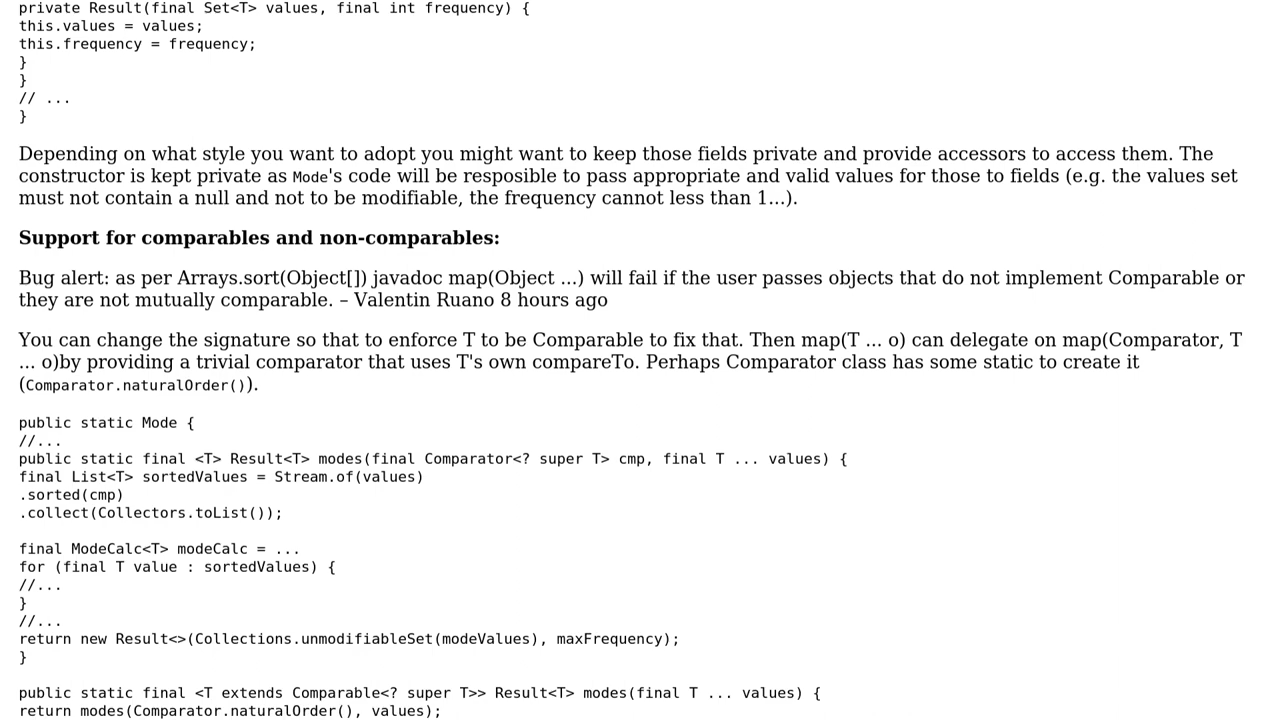 private Result(final Set<T> values, final int frequency) {
this.values = values;
this.frequency = frequency;
}
}
// ...
}
Depending on what style you want to adopt you might want to keep those fields private and provide accessors to access them. The
constructor is kept private as Mode's code will be resposible to pass appropriate and valid values for those to fields (e.g. the values set
must not contain a null and not to be modifiable, the frequency cannot less than 1...).
Support for comparables and non-comparables:
Bug alert: as per Arrays.sort(Object[]) javadoc map(Object ...) will fail if the user passes objects that do not implement Comparable or
they are not mutually comparable. – Valentin Ruano 8 hours ago
You can change the signature so that to enforce T to be Comparable to fix that. Then map(T ... o) can delegate on map(Comparator, T
... o)by providing a trivial comparator that uses T's own compareTo. Perhaps Comparator class has some static to create it
(Comparator.naturalOrder()).
public static Mode {
//...
public static final <T> Result<T> modes(final Comparator<? super T> cmp, final T ... values) {
final List<T> sortedValues = Stream.of(values)
.sorted(cmp)
.collect(Collectors.toList());
final ModeCalc<T> modeCalc = ...
for (final T value : sortedValues) {
//...
}
//...
return new Result<>(Collections.unmodifiableSet(modeValues), maxFrequency);
}
public static final <T extends Comparable<? super T>> Result<T> modes(final T ... values) {
return modes(Comparator.naturalOrder(), values);